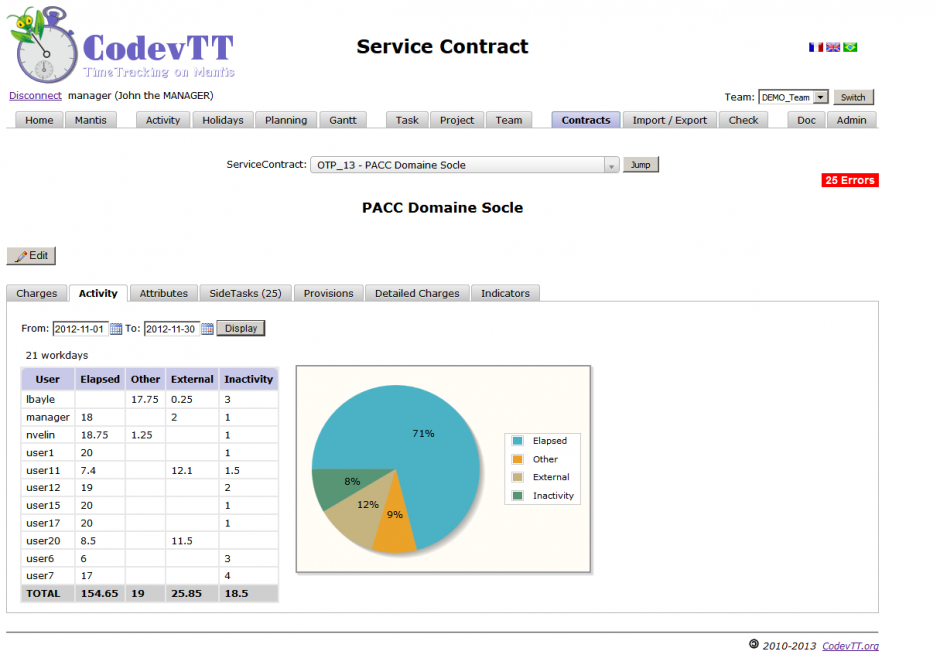 CodevTT
TimeTracking on Mantis
Service Contract
Disconnect manager (John the MANAGER)
Team: DEMO_Team Switch
Home Mantis Activity Holidays Planning Gantt Task Project Team Contracts Import / Export Check Doc Admin
ServiceContract: OTP_13 - PACC Domaine Socle Jump
25 Errors
PACC Domaine Socle
Edit
Charges Activity Attributes SideTasks (25) Provisions Detailed Charges Indicators
From: 2012-11-01 To: 2012-11-30 Display
21 workdays
User Elapsed Other External Inactivity
lbayle 17.75 0.25 3
manager 18 2 1
nvelin 18.75 1.25 1
user1 20 1
user11 7.4 12.1 1.5
user12 19 2
user15 20 1
user17 20 1
user20 8.5 11.5
user6 6 3
user7 17 4
TOTAL 154.65 19 25.85 18.5
71%
8%
12%
9%
Elapsed
Other
External
Inactivity
2010-2013 CodevTT.org